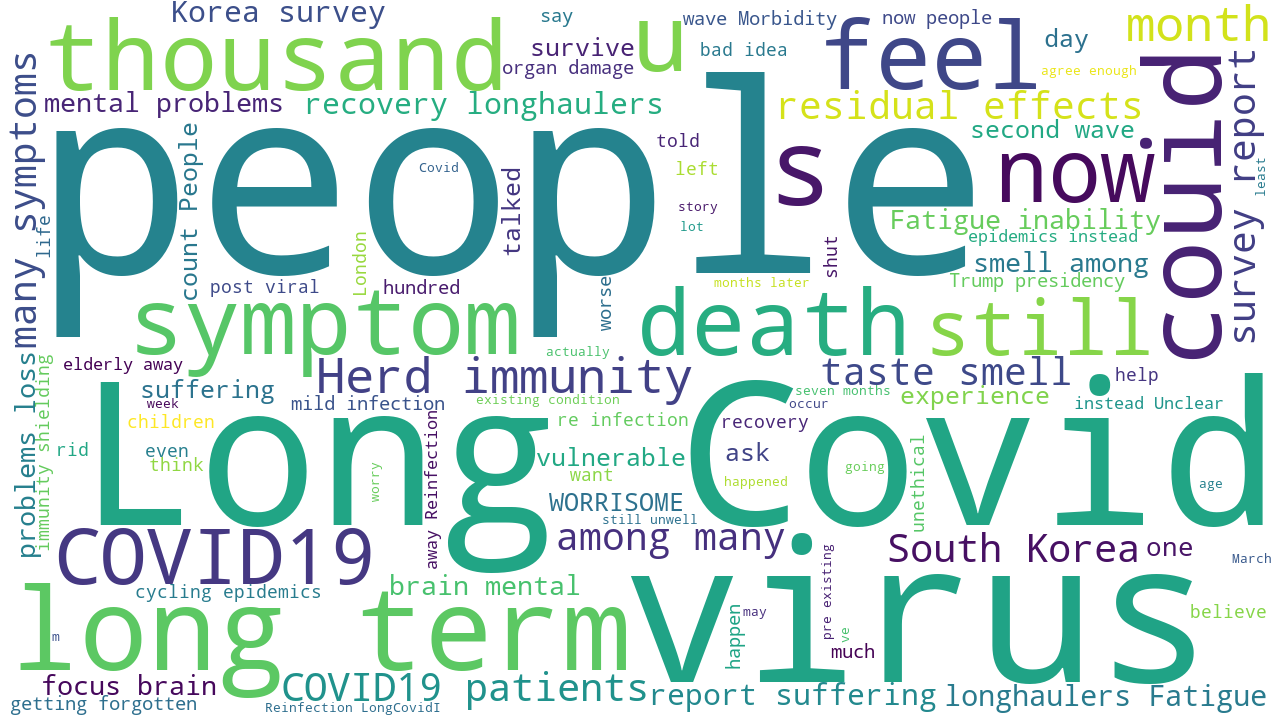 Korea survey
say
wave Morbidity
now people
month
thousand
u
feel
survive
bad idea
day
organ damage
agree enough
many symptoms
mental problems
recovery longhaulers
residual effects
could
survey report
people
s
now
second wave
told
count People
Covid
talked
left
least
story
lot
life
London
shut
Fatigue inability
epidemics instead
smell among
post viral
hundred
worse
months later
Trump presidency
symptom
death
still
actually
elderly away
Herd immunity
taste smell
help
problems loss
immunity shielding
suffering
week
mild infection
existing condition
seven months
occur
experience
instead Unclear
Long Covid
children
re infection
recovery
rid
even
think
away Reinfection
vulnerable
ask
worry
want
happened
going
unethical
age
WORRISOME
still unwell
COVID19
among many
South Korea
one
March
cycling epidemics
brain mental
virus
pre existing
long term
happen
may
ve
believe
m
much
focus brain
COVID19 patients
report suffering
longhaulers Fatigue
getting forgotten
Reinfection LongCovidI